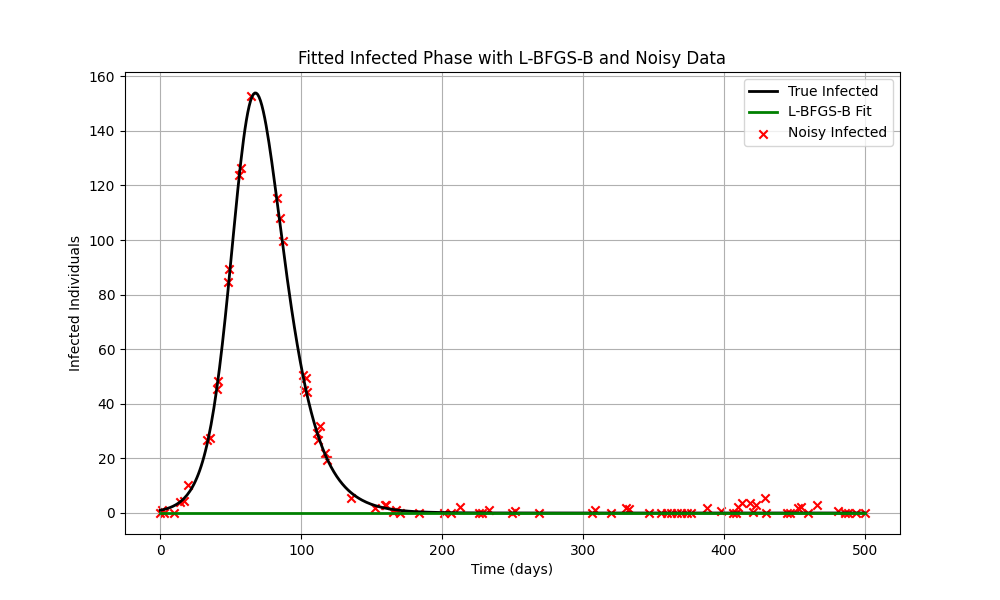 Fitted Infected Phase with L-BFGS-B and Noisy Data
True Infected
L-BFGS-B Fit
Noisy Infected
Infected Individuals
160
140
120
100
80
60
40
20
0
0
100
200
300
400
500
Time (days)